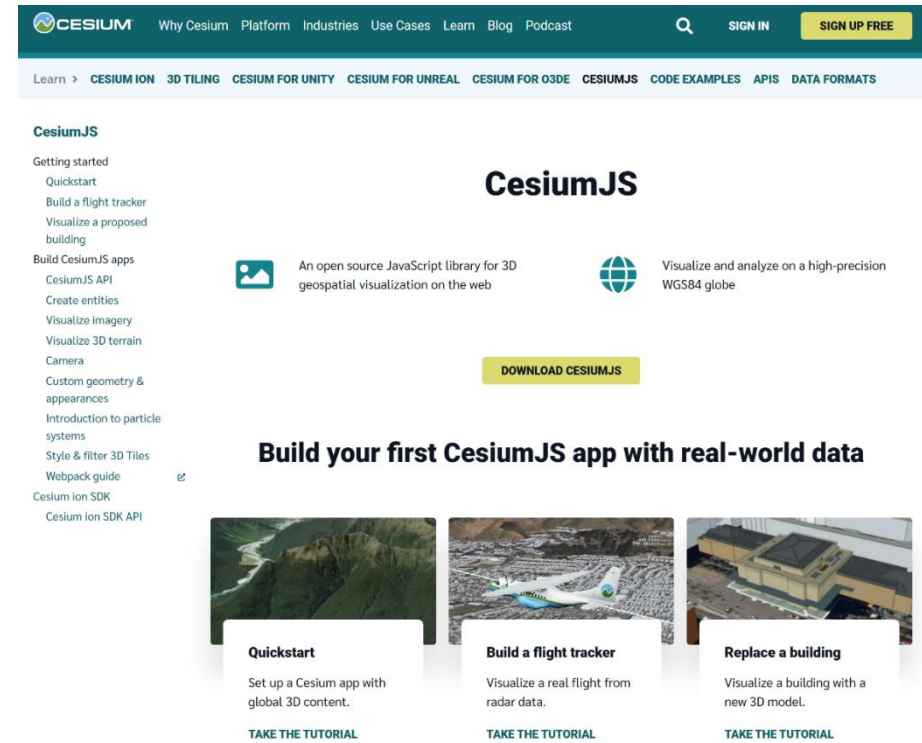 CESIUM Why Cesium Platform Industries Use Cases Learn Blog Podcast SIGN IN SIGN UP FREE
Learn > CESIUM ION 3D TILING CESIUM FOR UNITY CESIUM FOR UNREAL CESIUM FOR O3DE CESIUMJS CODE EXAMPLES APIS DATA FORMATS
CesiumJS
Getting started
Quickstart
Build a flight tracker
Visualize a proposed
building
Build CesiumJS apps
CesiumJS API
Create entities
Visualize imagery
Visualize 3D terrain
Camera
Custom geometry &
appearances
Introduction to particle
systems
Style & filter 3D Tiles
Webpack guide
Cesium ion SDK
Cesium ion SDK API
CesiumJS
An open source JavaScript library for 3D
geospatial visualization on the web
Visualize and analyze on a high-precision
WGS84 globe
DOWNLOAD CESIUMJS
Build your first CesiumJS app with real-world data
Quickstart
Set up a Cesium app with
global 3D content.
TAKE THE TUTORIAL
Build a flight tracker
Visualize a real flight from
radar data.
TAKE THE TUTORIAL
Replace a building
Visualize a building with a
new 3D model.
TAKE THE TUTORIAL